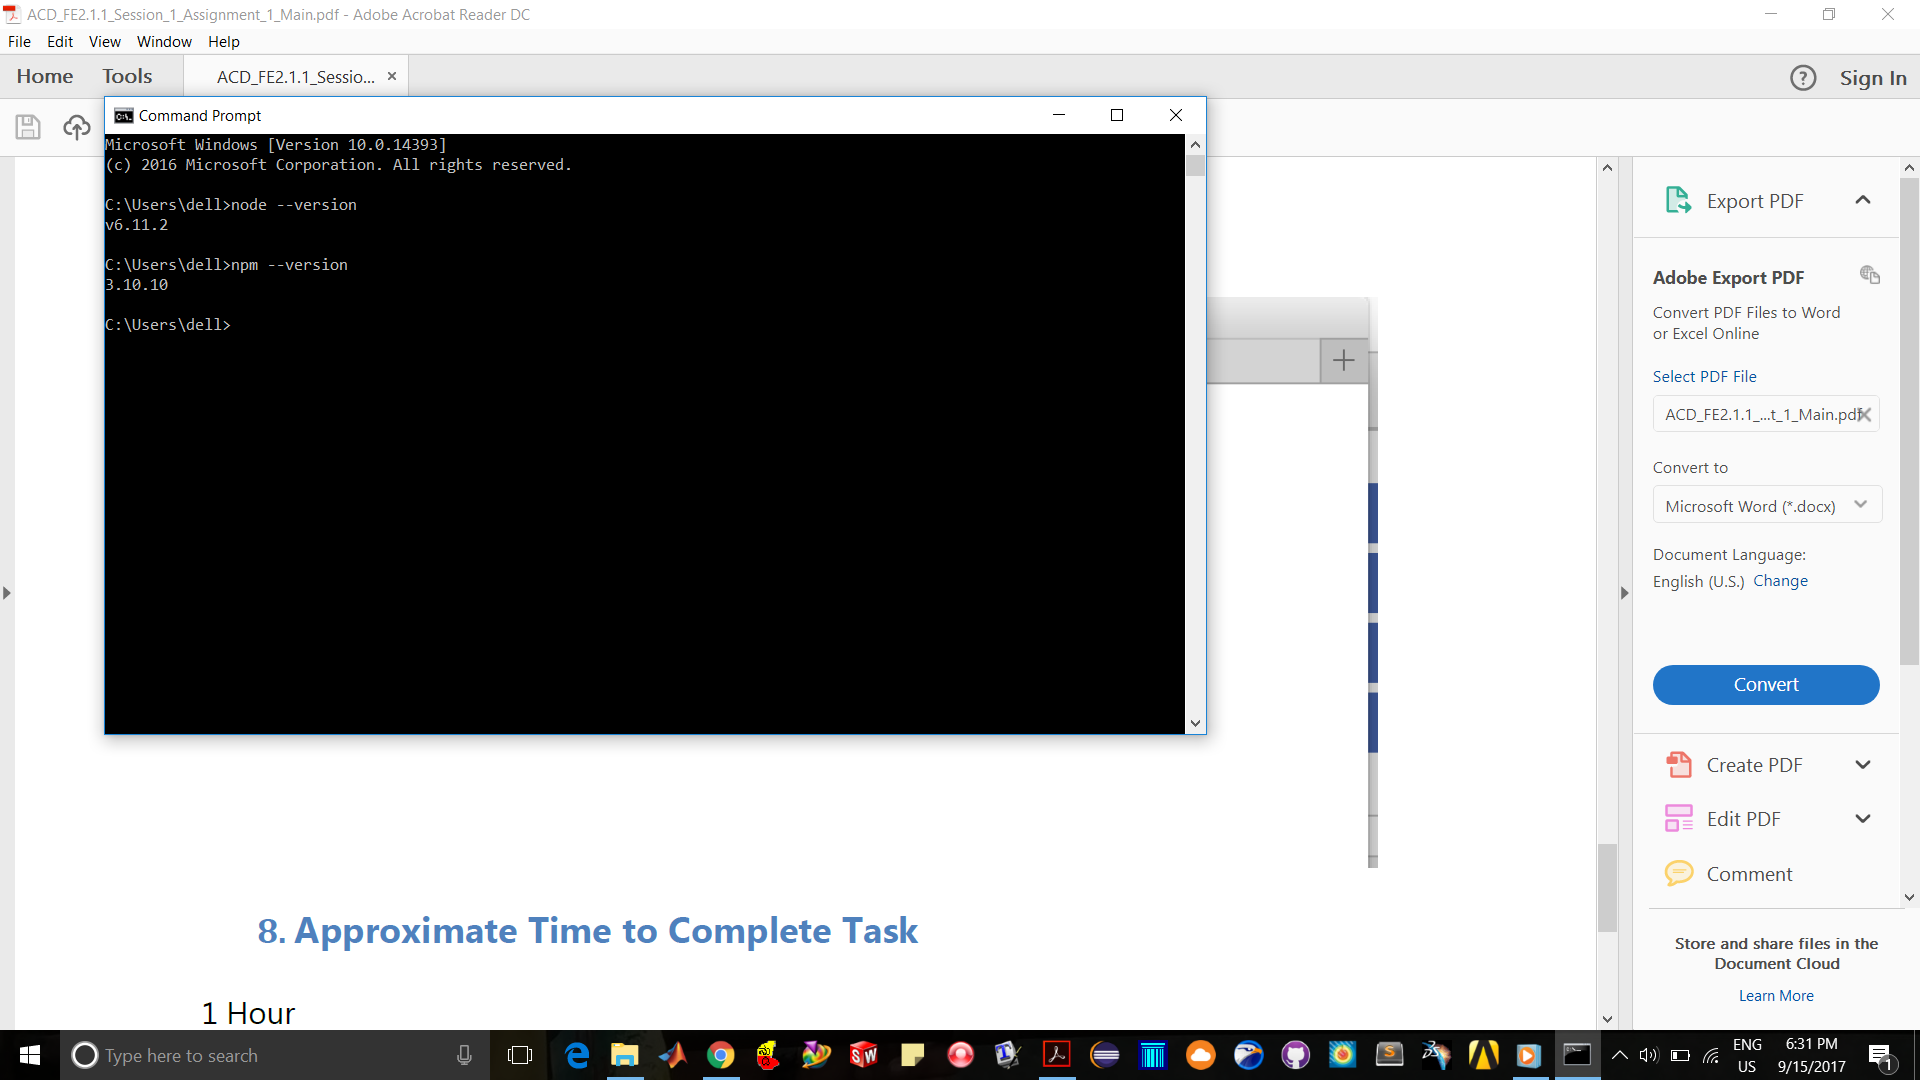 ACD_FE2.1.1_Session_1_Assignment_1_Main.pdf - Adobe Acrobat Reader DC
File Edit View Window Help
Home Tools ACD_FE2.1.1_Sessio... Sign In
Command Prompt
Microsoft Windows [Version 10.0.14393]
(c) 2016 Microsoft Corporation. All rights reserved.
C:\Users\dell>node --version
v6.11.2
C:\Users\dell>npm --version
3.10.10
C:\Users\dell>
Export PDF
Adobe Export PDF
Convert PDF Files to Word
or Excel Online
Select PDF File
ACD_FE2.1.1_...t_1_Main.pdf
Convert to
Microsoft Word (*.docx)
Document Language:
English (U.S.) Change
Convert
Create PDF
Edit PDF
Comment
Store and share files in the
Document Cloud
Learn More
8. Approximate Time to Complete Task
1 Hour
Type here to search
SW
S
ENG
US
6:31 PM
9/15/2017
1